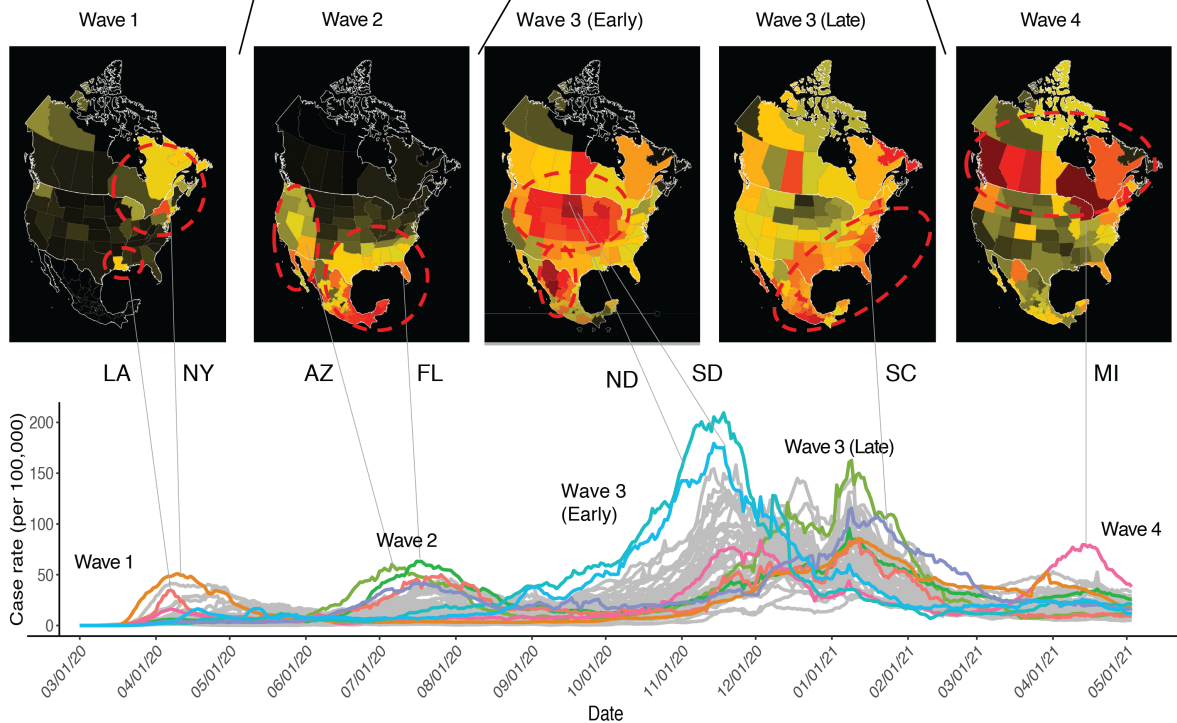 Wave 1
Wave 2
Wave 3 (Early)
Wave 3 (Late)
Wave 4
LA
NY
AZ
FL
ND
SD
SC
MI
Case rate (per 100,000)
200
150
100
50
0
Wave 1
Wave 2
Wave 3
(Early)
Wave 3 (Late)
Wave 4
03/01/20
04/01/20
05/01/20
06/01/20
07/01/20
08/01/20
09/01/20
10/01/20
11/01/20
12/01/20
01/01/21
02/01/21
03/01/21
04/01/21
05/01/21
Date